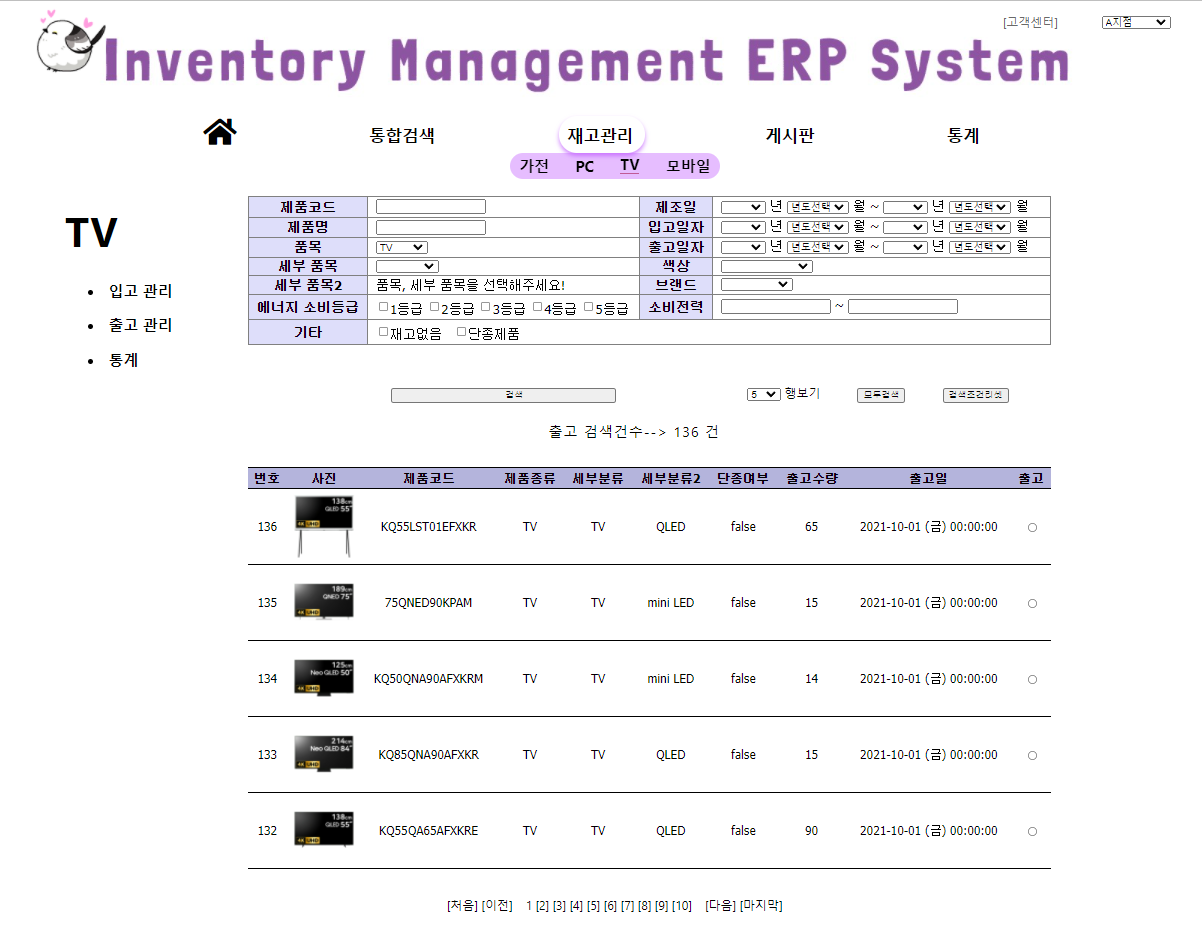 [고객센터] A지점
Inventory Management ERP System
통합검색 재고관리 게시판 통계
가전 PC TV 모바일
TV
입고 관리
출고 관리
통계
제품코드 제조일 년 년도선택 월 ~ 년 년도선택 월
제품명 입고일자 년 년도선택 월 ~ 년 년도선택 월
품목 TV 출고일자 년 년도선택 월 ~ 년 년도선택 월
세부 품목 색상
세부 품목2 품목, 세부 품목을 선택해주세요! 브랜드
에너지 소비등급 1등급 2등급 3등급 4등급 5등급 소비전력 ~
기타 재고없음 단종제품
검색 5 행보기 모두검색 검색조건리셋
출고 검색건수--> 136 건
번호 사진 제품코드 제품종류 세부분류 세부분류2 단종여부 출고수량 출고일 출고
138cm
QLED 55"
4K UHD
136 KQ55LST01EFXKR TV TV QLED false 65 2021-10-01 (금) 00:00:00
189cm
QNED 75"
4K UHD
135 75QNED90KPAM TV TV mini LED false 15 2021-10-01 (금) 00:00:00
125cm
Neo QLED 50"
4K UHD
134 KQ50QNA90AFXKRM TV TV mini LED false 14 2021-10-01 (금) 00:00:00
214cm
Neo QLED 84"
4K UHD
133 KQ85QNA90AFXKR TV TV QLED false 15 2021-10-01 (금) 00:00:00
138cm
QLED 55"
4K UHD
132 KQ55QA65AFXKRE TV TV QLED false 90 2021-10-01 (금) 00:00:00
[처음] [이전] 1 [2] [3] [4] [5] [6] [7] [8] [9] [10] [다음] [마지막]